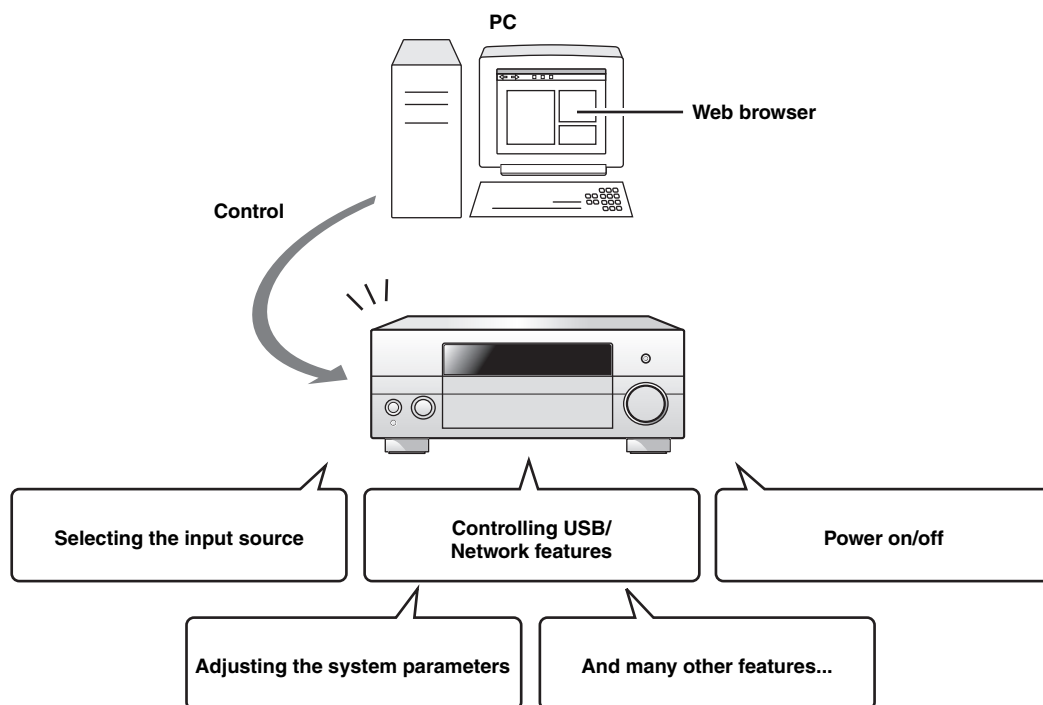 PC
Web browser
Control
Selecting the input source
Controlling USB/
Network features
Power on/off
Adjusting the system parameters
And many other features...